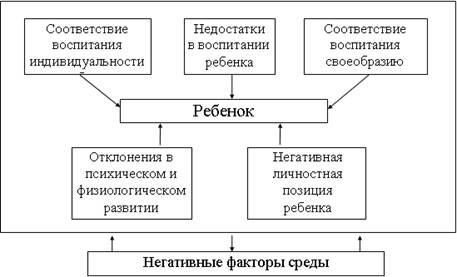 Соответствие
воспитания
индивидуальности
Недостатки
в воспитании
ребенка
Соответствие
воспитания
своеобразию
Ребенок
Отклонения в
психическом и
физиологическом
развитии
Негативная
личностная
позиция
ребенка
Негативные факторы среды